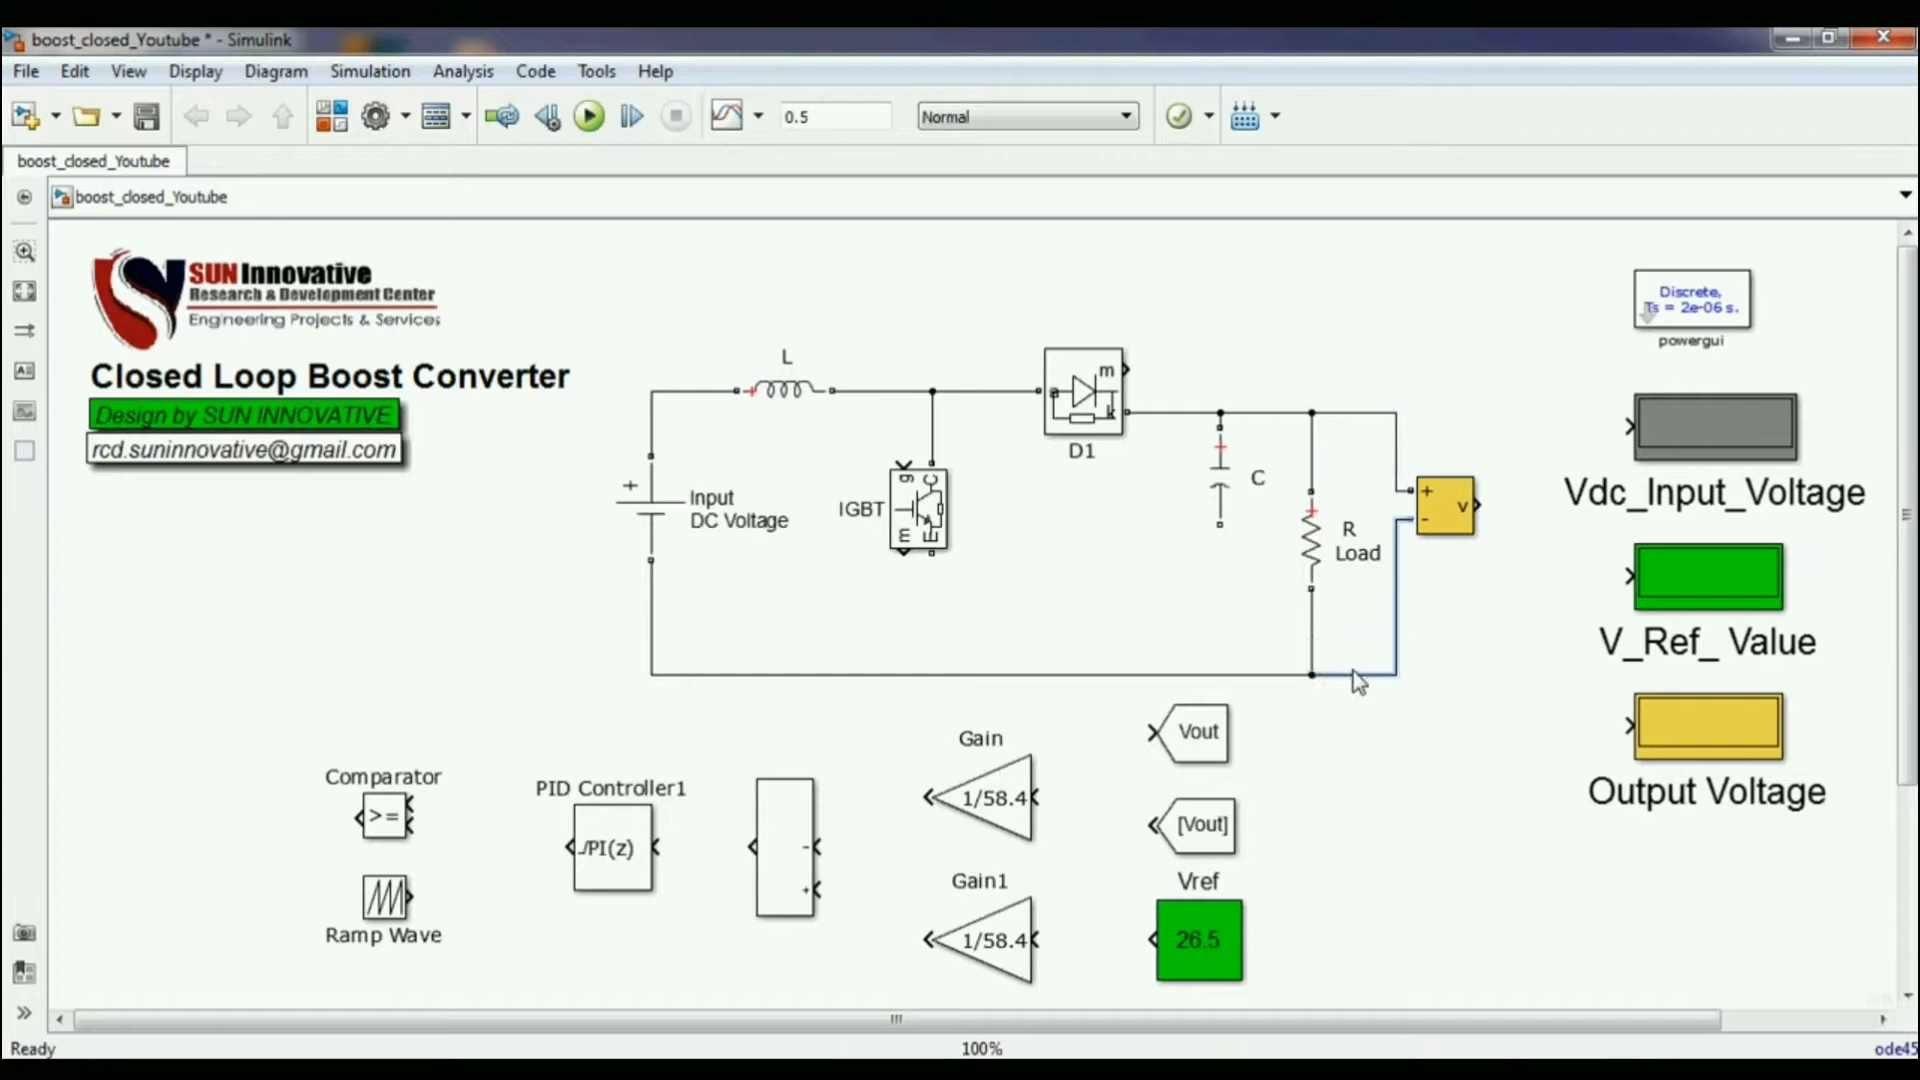 boost_closed_Youtube * - Simulink
File Edit View Display Diagram Simulation Analysis Code Tools Help
0.5 Normal
boost_closed_Youtube
boost_closed_Youtube
SUN Innovative
Research & Development Center
Engineering Projects & Services
Closed Loop Boost Converter
Design by SUN INNOVATIVE
rcd.suninnovative@gmail.com
L
m
k
D1
Input
DC Voltage
IGBT
g C
m E
C
R
Load
+
-
v
Discrete,
Ts = 2e-06 s.
powergui
Vdc_Input_Voltage
V_Ref_ Value
Output Voltage
Comparator
>=
Ramp Wave
PID Controller1
PI(z)
-
+
Gain
1/58.4
Gain1
1/58.4
Vout
[Vout]
Vref
26.5
Ready 100% ode45